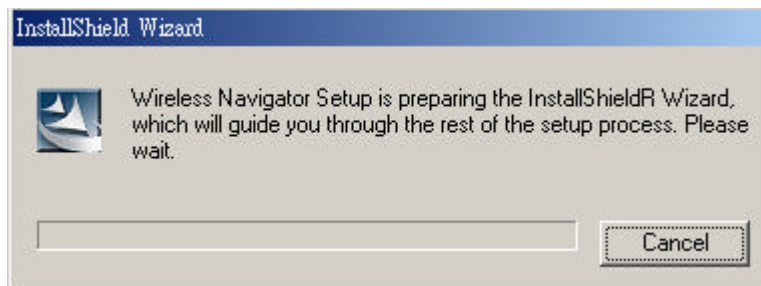 InstallShield Wizard
Wireless Navigator Setup is preparing the InstallShieldR Wizard,
which will guide you through the rest of the setup process. Please
wait.
Cancel